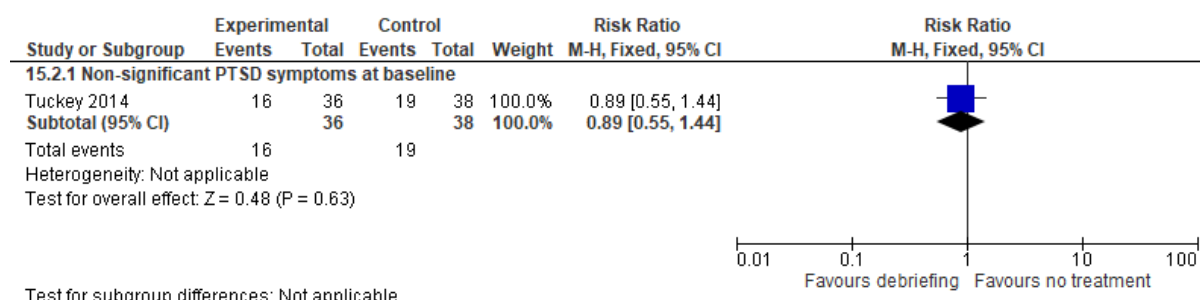 Experimental Control Risk Ratio Risk Ratio
Study or Subgroup Events Total Events Total Weight M-H, Fixed, 95% CI M-H, Fixed, 95% CI
15.2.1 Non-significant PTSD symptoms at baseline
Tuckey 2014 16 36 19 38 100.0% 0.89 [0.55, 1.44]
Subtotal (95% CI) 36 38 100.0% 0.89 [0.55, 1.44]
Total events 16 19
Heterogeneity: Not applicable
Test for overall effect: Z = 0.48 (P = 0.63)
0.01 0.1 1 10 100
Favours debriefing Favours no treatment
Test for subgroup differences: Not applicable